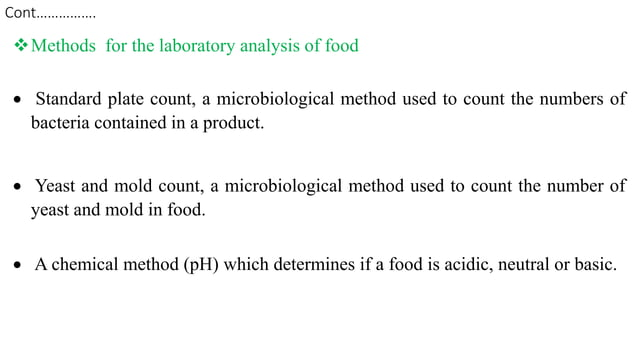 Cont…………….
❖Methods for the laboratory analysis of food
• Standard plate count, a microbiological method used to count the numbers of
bacteria contained in a product.
• Yeast and mold count, a microbiological method used to count the number of
yeast and mold in food.
• A chemical method (pH) which determines if a food is acidic, neutral or basic.